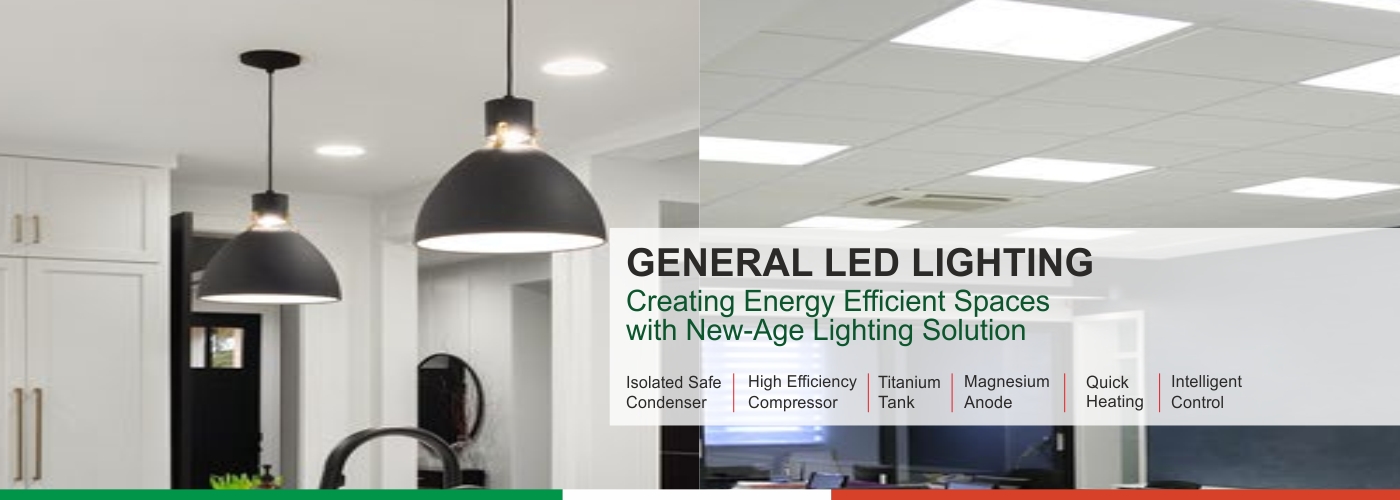 GENERAL LED LIGHTING
Creating Energy Efficient Spaces
with New-Age Lighting Solution
Isolated Safe
Condenser
High Efficiency
Compressor
Titanium
Tank
Magnesium
Anode
Quick
Heating
Intelligent
Control